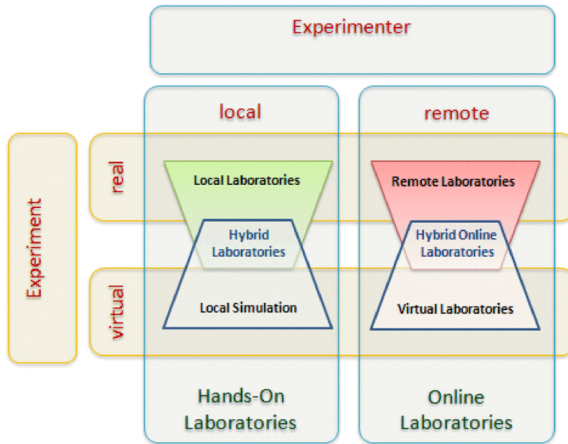 Experimenter
local
remote
Experiment
real
Local Laboratories
Remote Laboratories
Hybrid
Laboratories
Hybrid Online
Laboratories
virtual
Local Simulation
Virtual Laboratories
Hands-On
Laboratories
Online
Laboratories